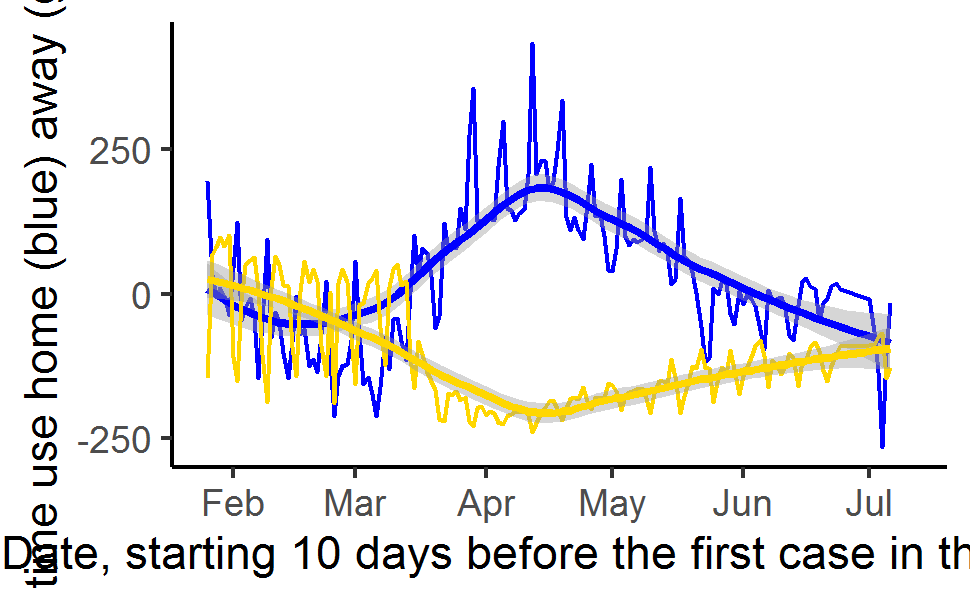 time use home (blue) away (
250
0
-250
Feb Mar Apr May Jun Jul
Date, starting 10 days before the first case in th